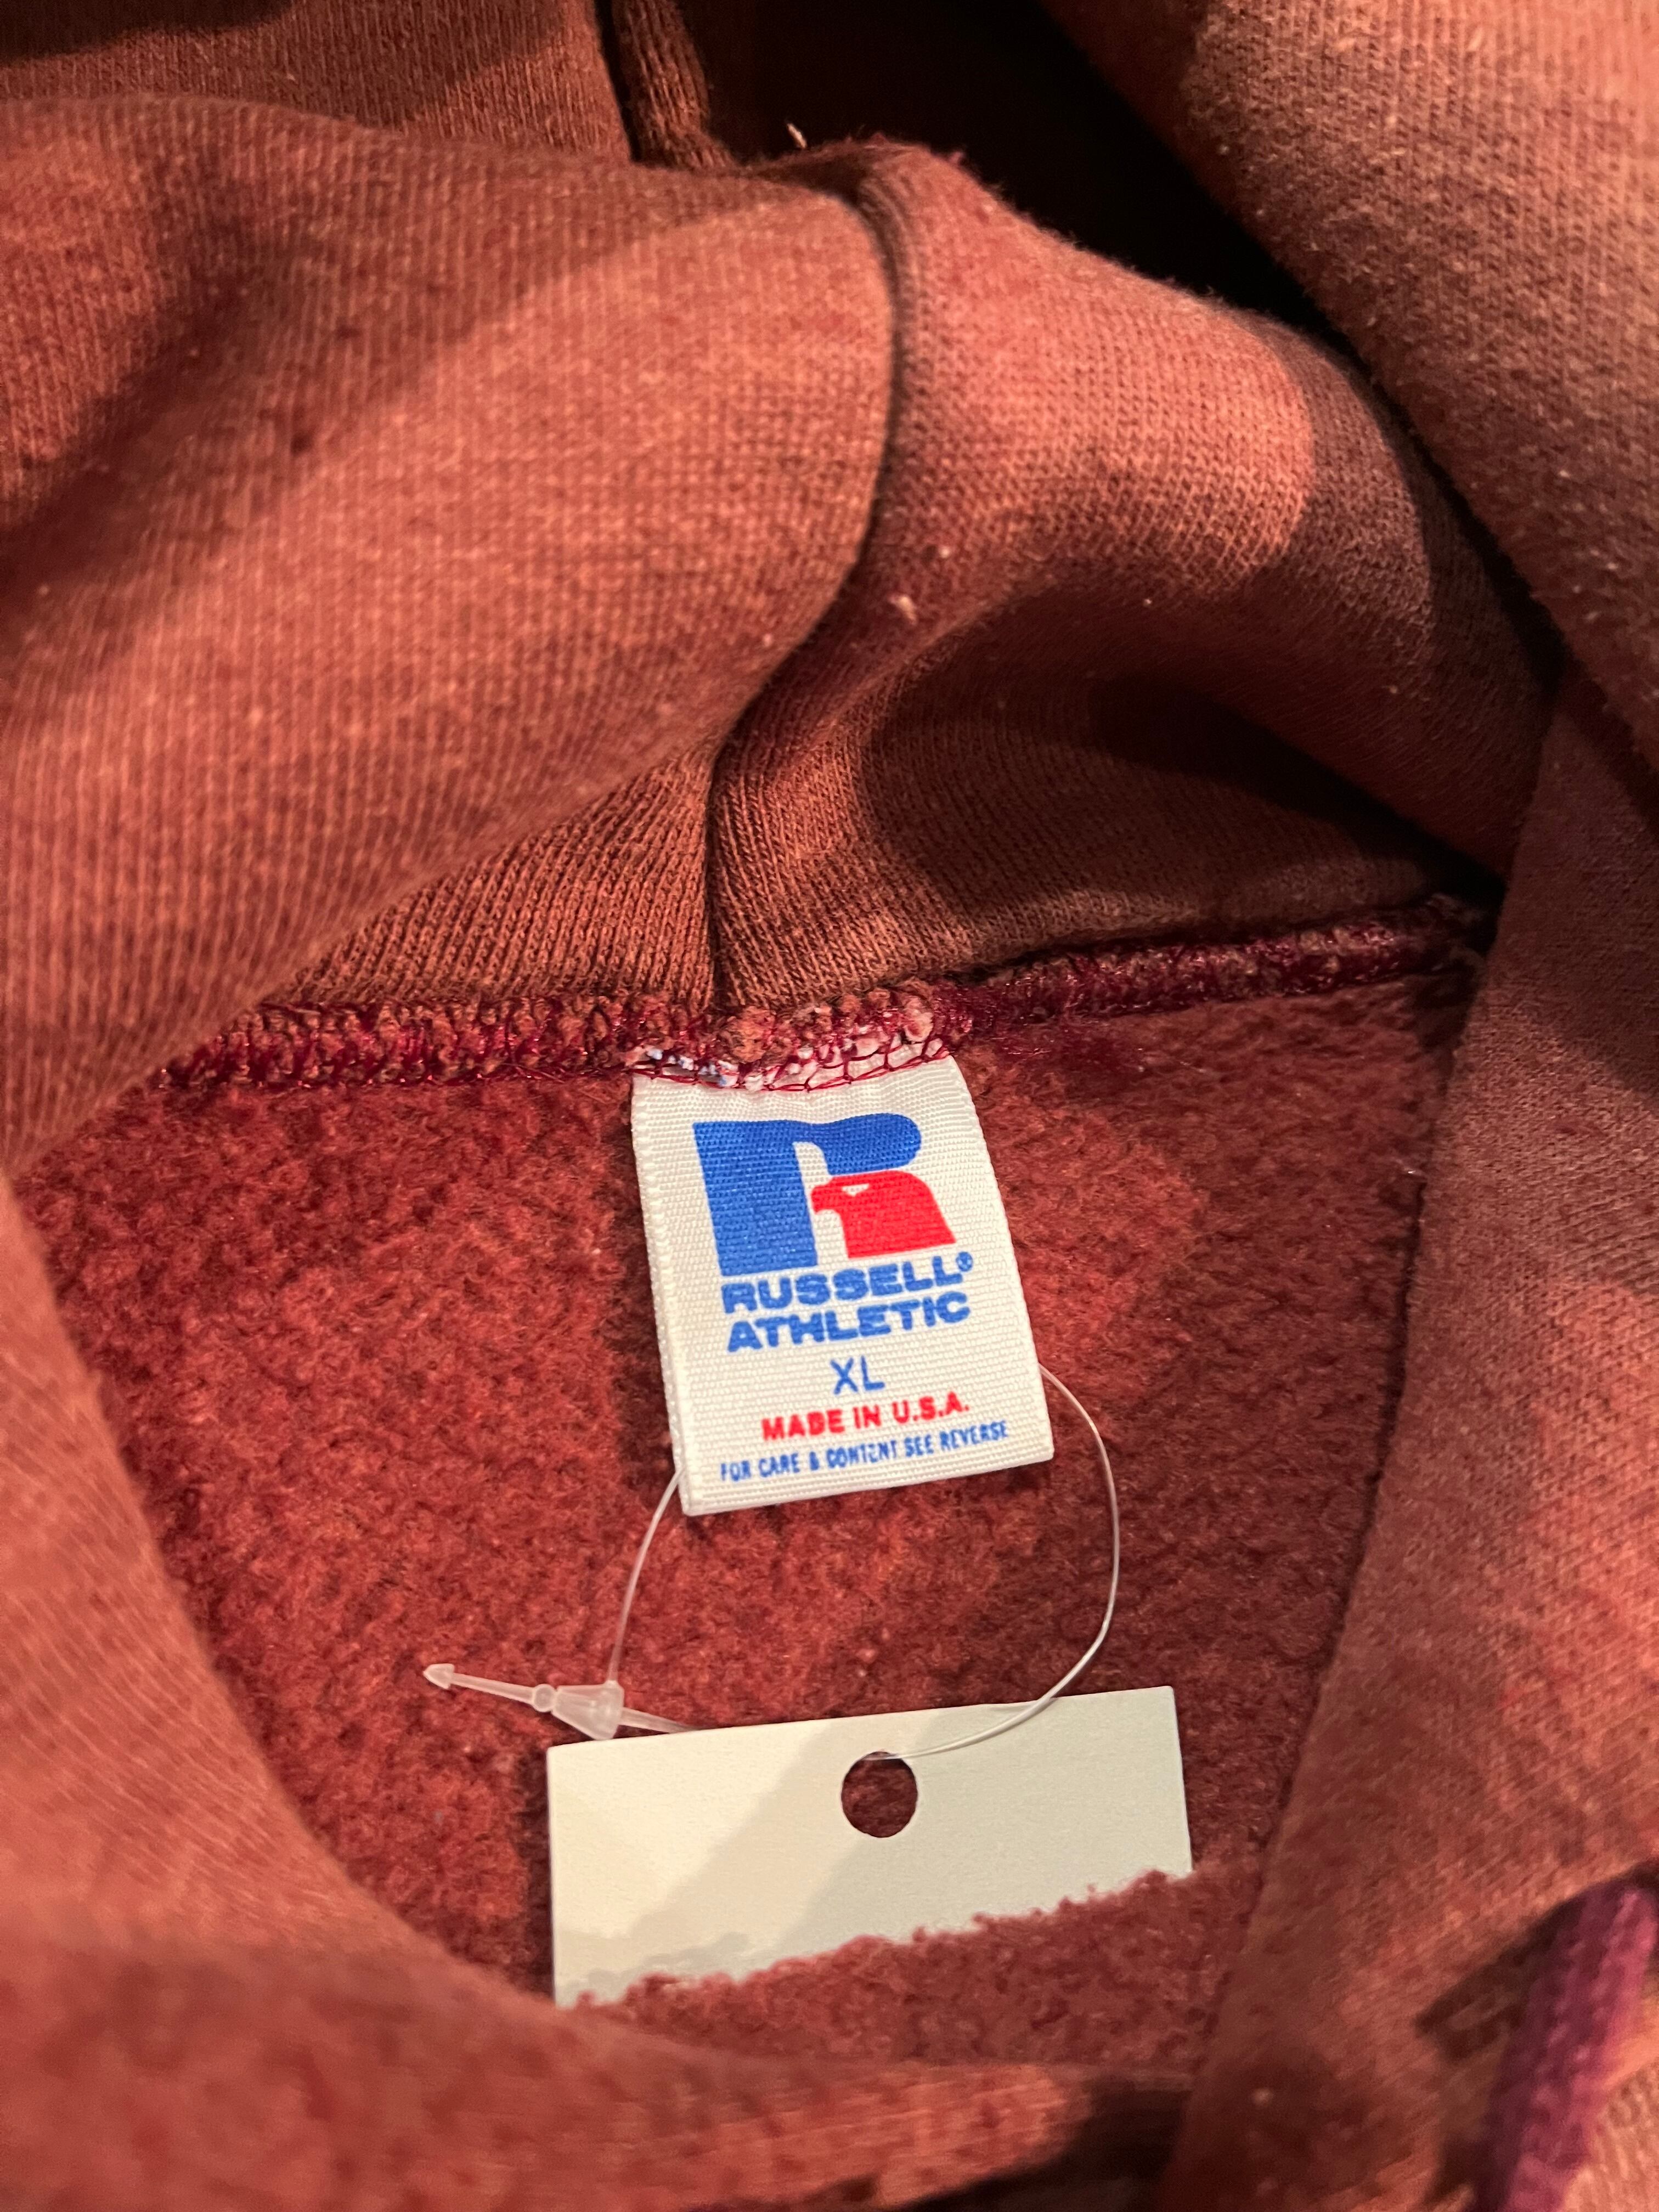 R
RUSSELL®
ATHLETIC
XL
MADE IN U.S.A.
FOR CARE & CONTENT SEE REVERSE